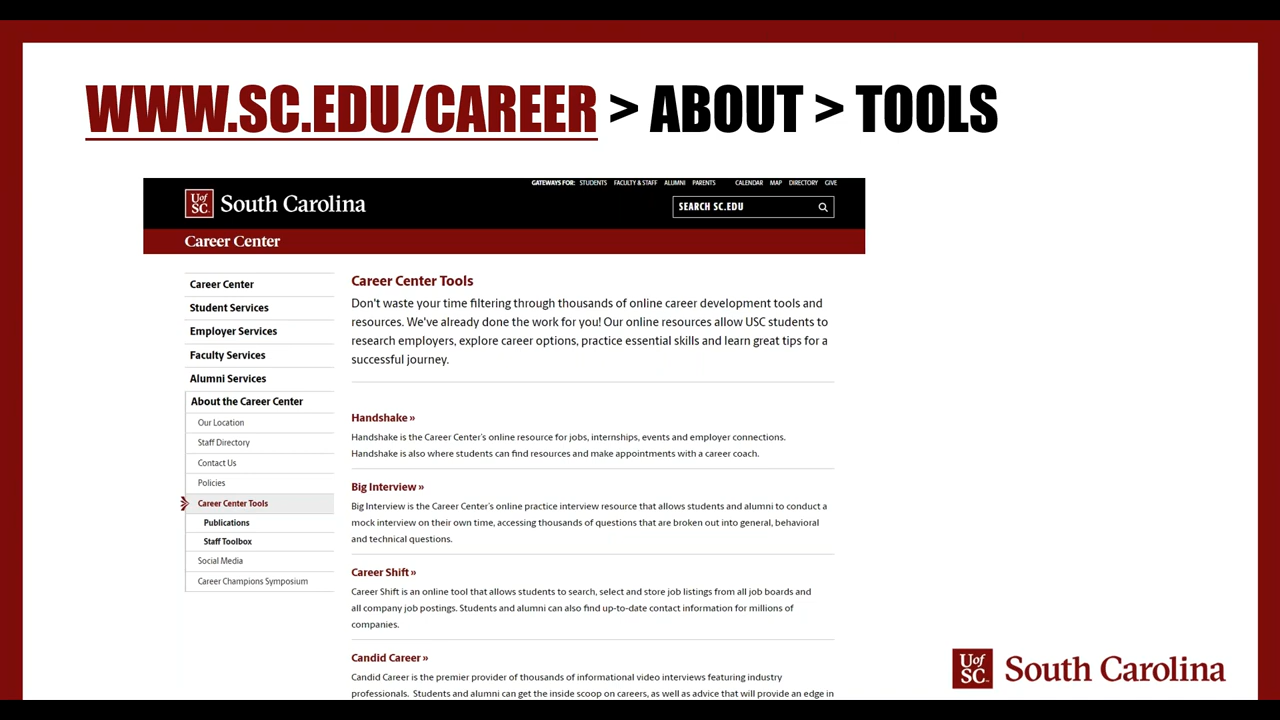 WWW.SC.EDU/CAREER > ABOUT > TOOLS
GATEWAYS FOR: STUDENTS FACULTY & STAFF ALUMNI PARENTS CALENDAR MAP DIRECTORY GIVE
UofSC South Carolina
SEARCH SC.EDU
Career Center
Career Center
Student Services
Employer Services
Faculty Services
Alumni Services
About the Career Center
Our Location
Staff Directory
Contact Us
Policies
Career Center Tools
Publications
Staff Toolbox
Social Media
Career Champions Symposium
Career Center Tools
Don't waste your time filtering through thousands of online career development tools and
resources. We've already done the work for you! Our online resources allow USC students to
research employers, explore career options, practice essential skills and learn great tips for a
successful journey.
Handshake »
Handshake is the Career Center's online resource for jobs, internships, events and employer connections.
Handshake is also where students can find resources and make appointments with a career coach.
Big Interview »
Big Interview is the Career Center's online practice interview resource that allows students and alumni to conduct a
mock interview on their own time, accessing thousands of questions that are broken out into general, behavioral
and technical questions.
Career Shift »
Career Shift is an online tool that allows students to search, select and store job listings from all job boards and
all company job postings. Students and alumni can also find up-to-date contact information for millions of
companies.
Candid Career »
Candid Career is the premier provider of thousands of informational video interviews featuring industry
professionals. Students and alumni can get the inside scoop on careers, as well as advice that will provide an edge in
UofSC South Carolina